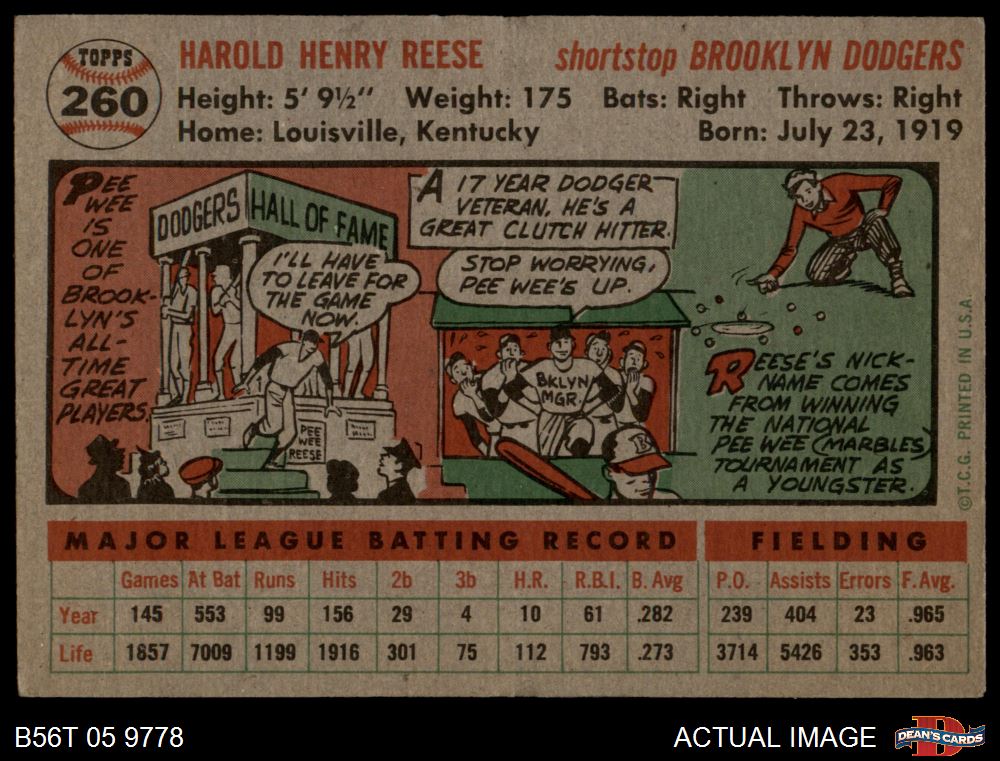 TOPPS
260
HAROLD HENRY REESE shortstop BROOKLYN DODGERS
Height: 5' 9½" Weight: 175 Bats: Right Throws: Right
Home: Louisville, Kentucky Born: July 23, 1919
PEE
WEE
IS
ONE
OF
BROOK-
LYN'S
ALL-
TIME
GREAT
PLAYERS.
DODGERS HALL OF FAME
I'LL HAVE
TO LEAVE FOR
THE GAME
NOW.
PEE
WEE
REESE
A 17 YEAR DODGER
VETERAN, HE'S A
GREAT CLUTCH HITTER.
STOP WORRYING,
PEE WEE'S UP.
BKLYN
MGR.
B
REESE'S NICK-
NAME COMES
FROM WINNING
THE NATIONAL
PEE WEE (MARBLES)
TOURNAMENT AS
A YOUNGSTER.
©T.C.G. PRINTED IN U.S.A.
MAJOR LEAGUE BATTING RECORD FIELDING
Games At Bat Runs Hits 2b 3b H.R. R.B.I. B. Avg P.O. Assists Errors F. Avg.
Year 145 553 99 156 29 4 10 61 .282 239 404 23 .965
Life 1857 7009 1199 1916 301 75 112 793 .273 3714 5426 353 .963
B56T 05 9778 ACTUAL IMAGE
DEAN'S CARDS